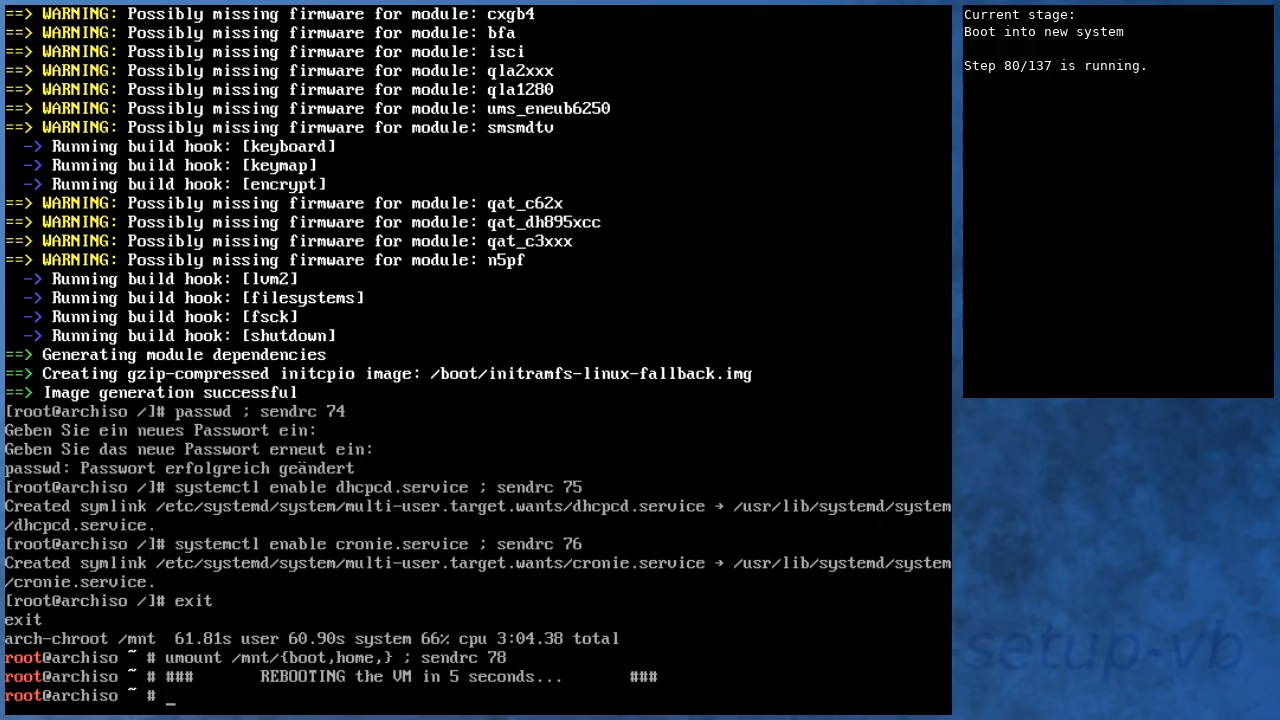 ==> WARNING: Possibly missing firmware for module: cxgb4
==> WARNING: Possibly missing firmware for module: bfa
==> WARNING: Possibly missing firmware for module: isci
==> WARNING: Possibly missing firmware for module: qla2xxx
==> WARNING: Possibly missing firmware for module: qla1280
==> WARNING: Possibly missing firmware for module: ums_eneub6250
==> WARNING: Possibly missing firmware for module: smsmdtv
  -> Running build hook: [keyboard]
  -> Running build hook: [keymap]
  -> Running build hook: [encrypt]
==> WARNING: Possibly missing firmware for module: qat_c62x
==> WARNING: Possibly missing firmware for module: qat_dh895xcc
==> WARNING: Possibly missing firmware for module: qat_c3xxx
==> WARNING: Possibly missing firmware for module: n5pf
  -> Running build hook: [lvm2]
  -> Running build hook: [filesystems]
  -> Running build hook: [fsck]
  -> Running build hook: [shutdown]
==> Generating module dependencies
==> Creating gzip-compressed initcpio image: /boot/initramfs-linux-fallback.img
==> Image generation successful
[root@archiso /]# passwd ; sendrc 74
Geben Sie ein neues Passwort ein:
Geben Sie das neue Passwort erneut ein:
passwd: Passwort erfolgreich geändert
[root@archiso /]# systemctl enable dhcpcd.service ; sendrc 75
Created symlink /etc/systemd/system/multi-user.target.wants/dhcpcd.service → /usr/lib/systemd/system
/dhcpcd.service.
[root@archiso /]# systemctl enable cronie.service ; sendrc 76
Created symlink /etc/systemd/system/multi-user.target.wants/cronie.service → /usr/lib/systemd/system
/cronie.service.
[root@archiso /]# exit
exit
arch-chroot /mnt  61.81s user 60.90s system 66% cpu 3:04.38 total
root@archiso ~ # umount /mnt/{boot,home,} ; sendrc 78
root@archiso ~ # ###       REBOOTING the VM in 5 seconds...       ###
root@archiso ~ # _
Current stage:
Boot into new system
Step 80/137 is running.
setup-vb